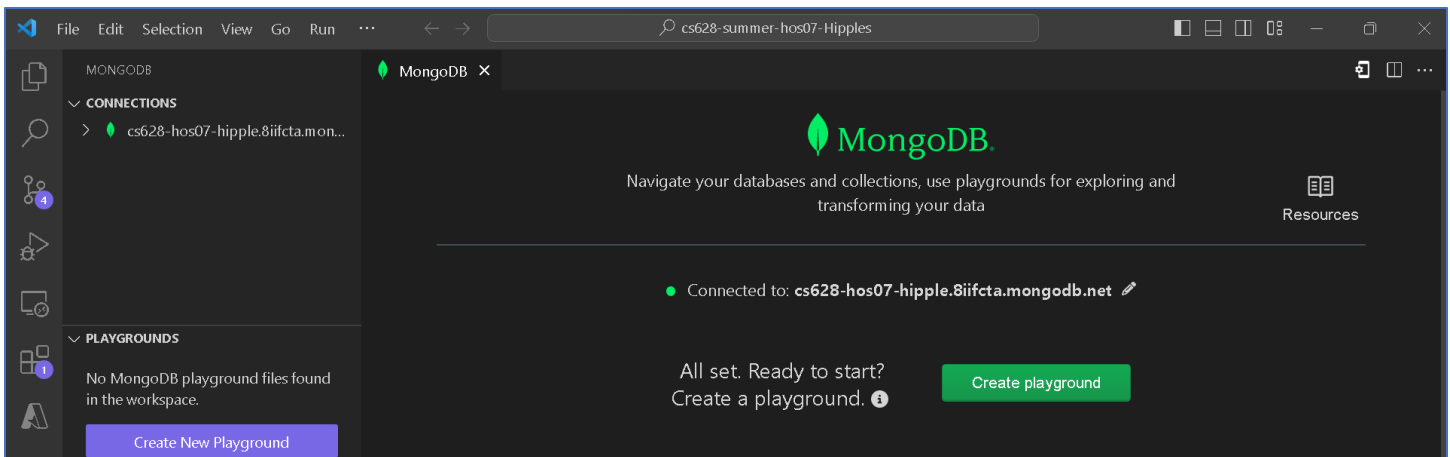 File Edit Selection View Go Run ··· ← → cs628-summer-hos07-Hipples
MONGODB
CONNECTIONS
cs628-hos07-hipple.8iifcta.mon...
4
PLAYGROUNDS
No MongoDB playground files found
in the workspace.
1
Create New Playground
MongoDB
MongoDB.
Navigate your databases and collections, use playgrounds for exploring and
transforming your data
Resources
Connected to: cs628-hos07-hipple.8iifcta.mongodb.net
All set. Ready to start?
Create a playground.
Create playground